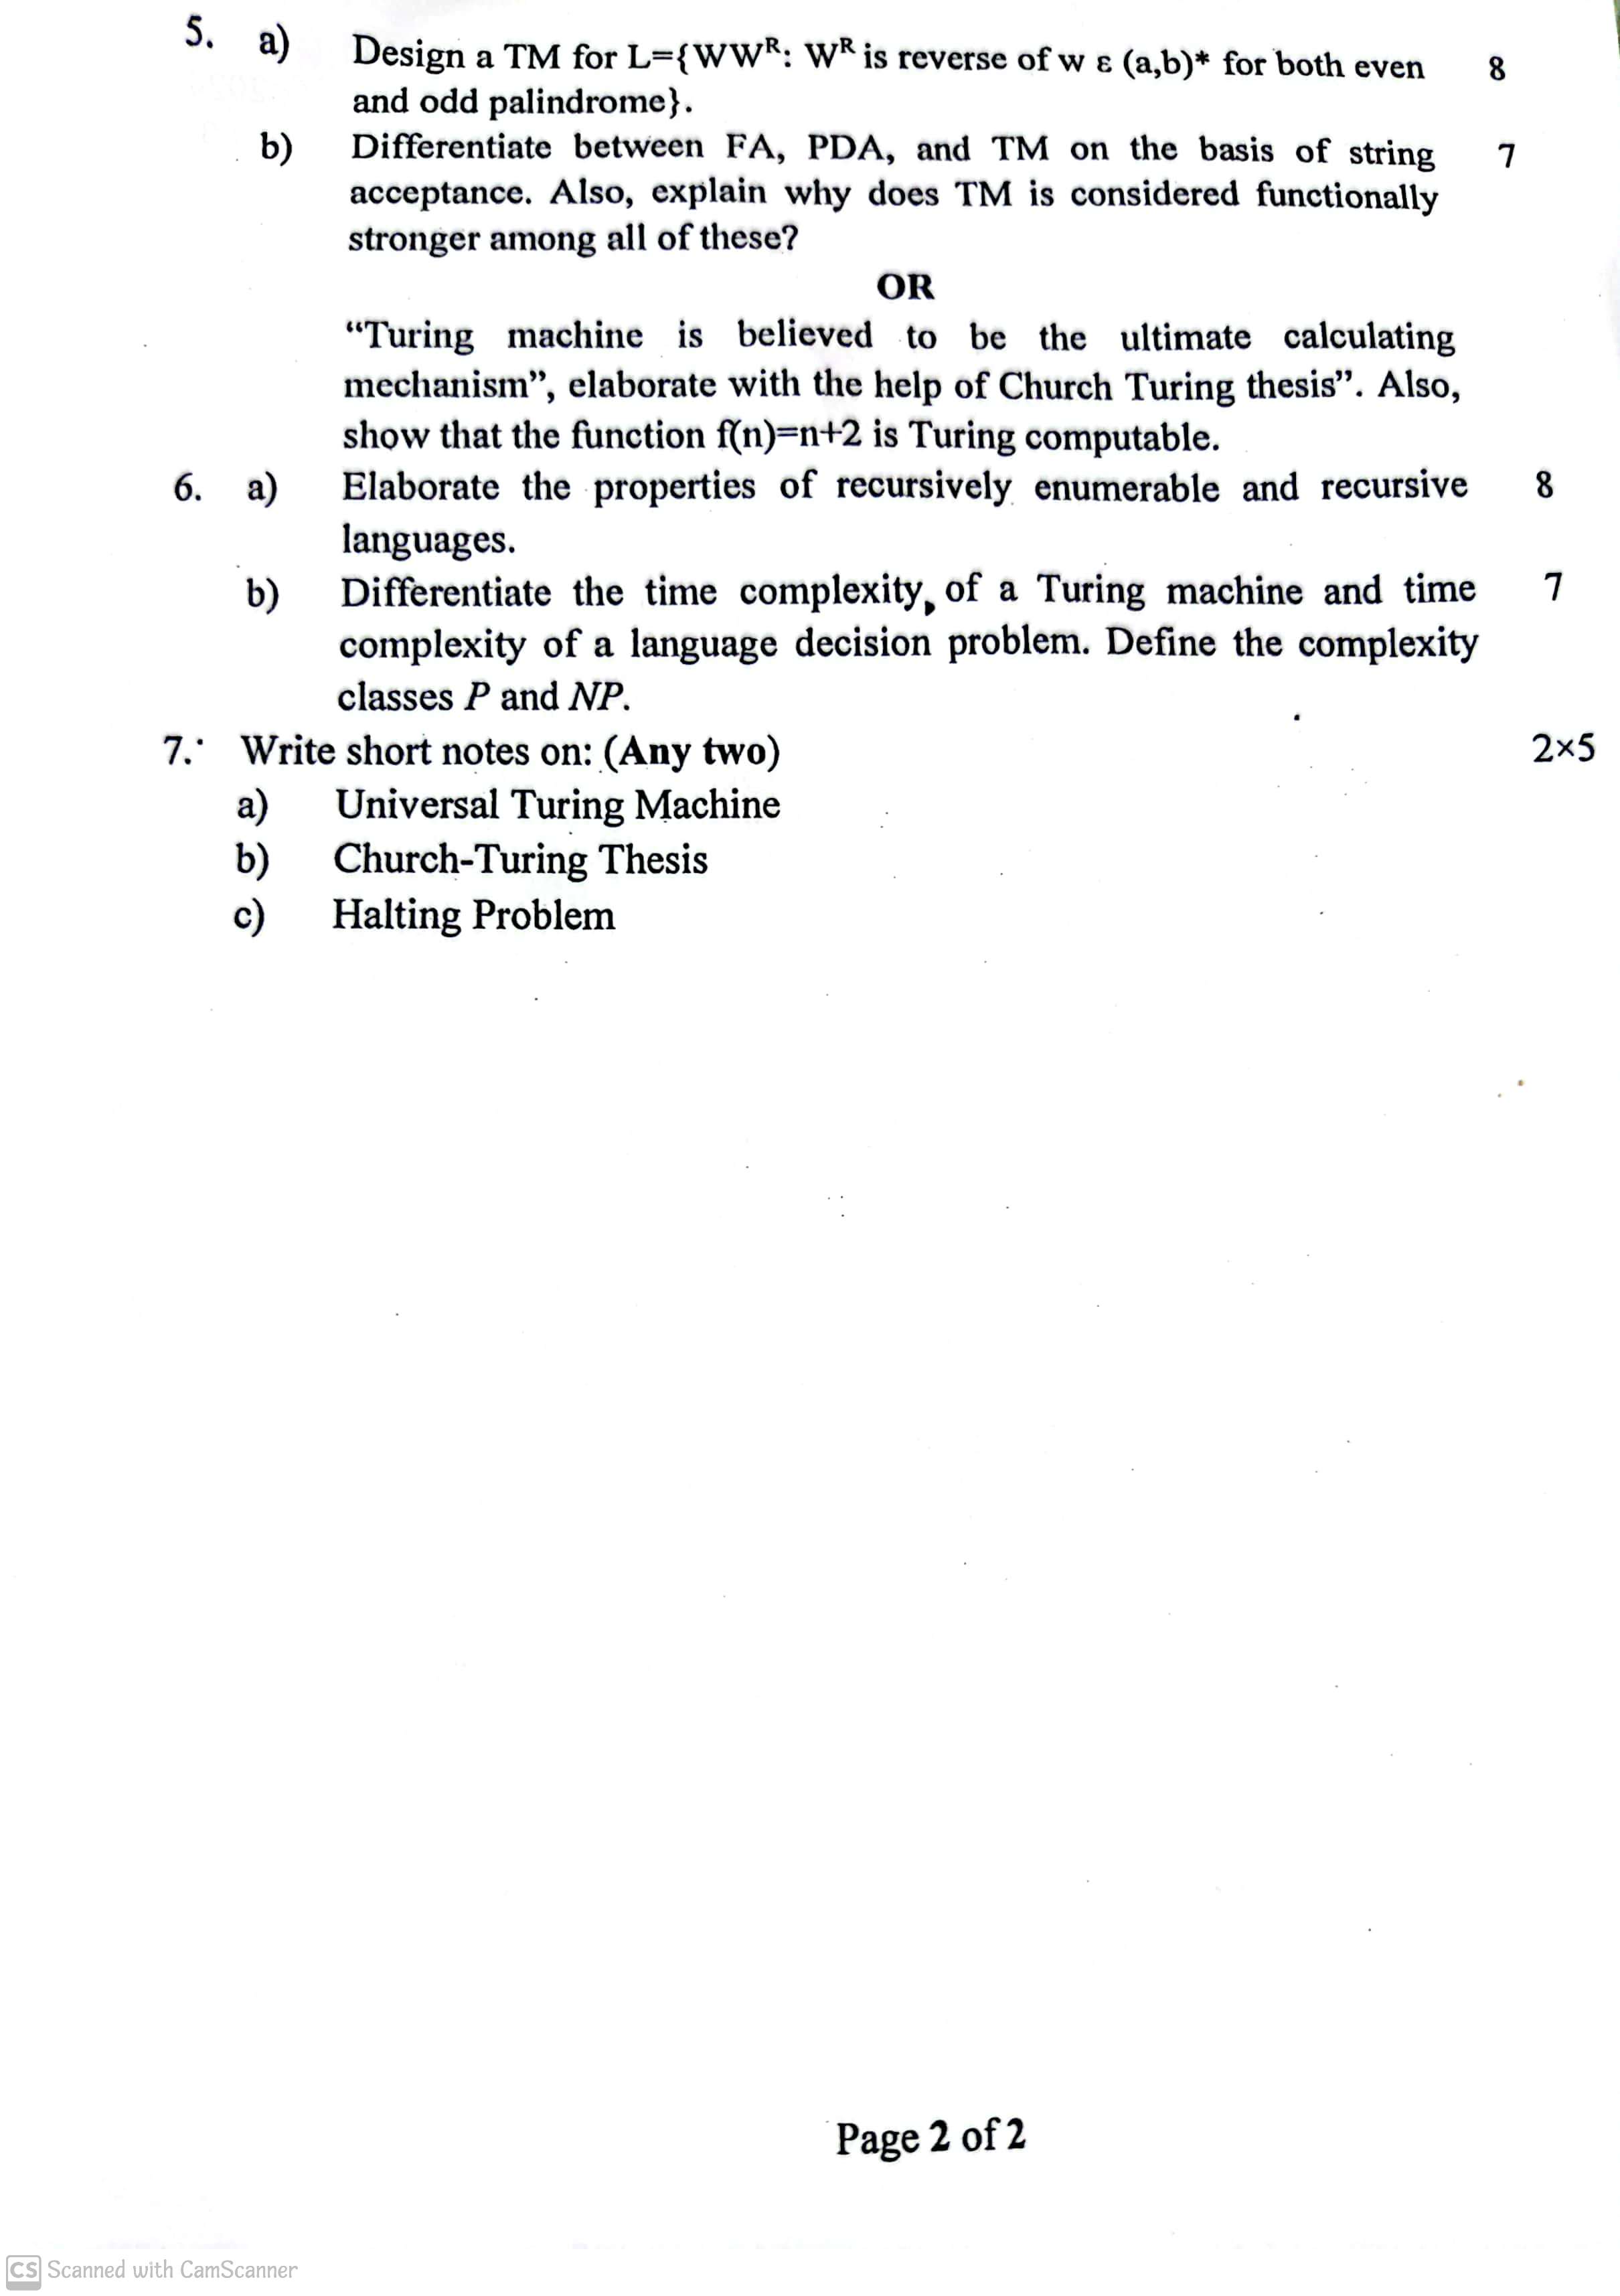 5. a) Design a TM for L={WWᴿ: Wᴿ is reverse of w ε (a,b)* for both even 8
and odd palindrome}.
b) Differentiate between FA, PDA, and TM on the basis of string 7
acceptance. Also, explain why does TM is considered functionally
stronger among all of these?
OR
“Turing machine is believed to be the ultimate calculating
mechanism”, elaborate with the help of Church Turing thesis”. Also,
show that the function f(n)=n+2 is Turing computable.
6. a) Elaborate the properties of recursively enumerable and recursive 8
languages.
b) Differentiate the time complexity, of a Turing machine and time 7
complexity of a language decision problem. Define the complexity
classes P and NP.
7. Write short notes on: (Any two) 2×5
a) Universal Turing Machine
b) Church-Turing Thesis
c) Halting Problem
Page 2 of 2
CS Scanned with CamScanner